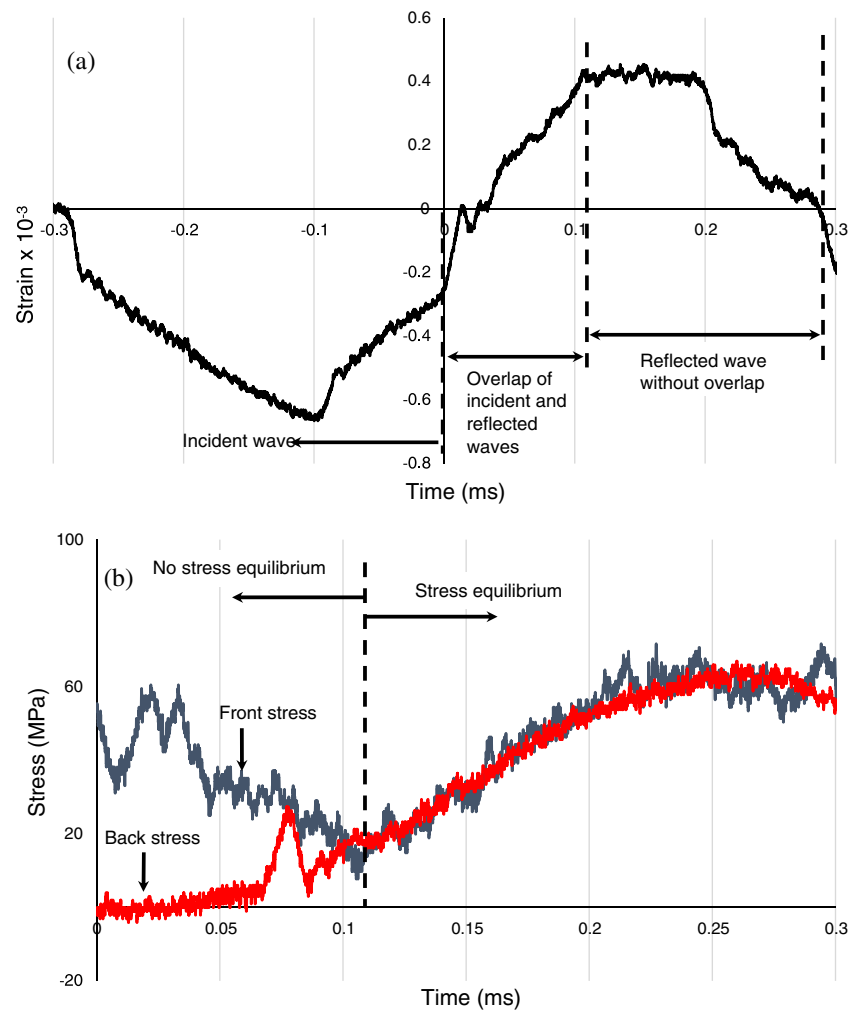 (a)
0.6
0.4
0.2
0
-0.3
-0.2
-0.1
0
0.1
0.2
0.3
-0.2
-0.4
-0.6
-0.8
Strain x 10-3
Incident wave
Overlap of
incident and
reflected
waves
Reflected wave
without overlap
Time (ms)
(b)
100
60
20
-20
Stress (MPa)
No stress equilibrium
Stress equilibrium
Front stress
Back stress
0
0.05
0.1
0.15
0.2
0.25
0.3
Time (ms)